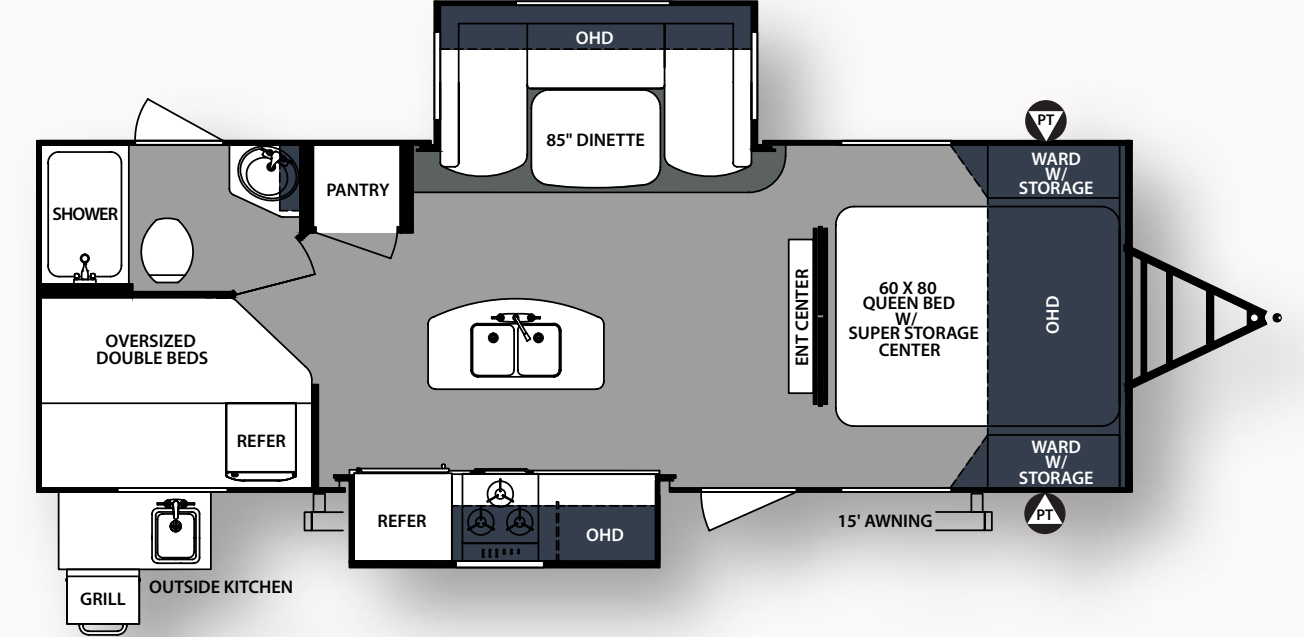 OHD
85" DINETTE
PT
WARD
W/
STORAGE
SHOWER
PANTRY
60 X 80
QUEEN BED
W/
SUPER STORAGE
CENTER
ENT CENTER
OHD
OVERSIZED
DOUBLE BEDS
REFER
WARD
W/
STORAGE
REFER
OHD
15' AWNING
PT
OUTSIDE KITCHEN
GRILL